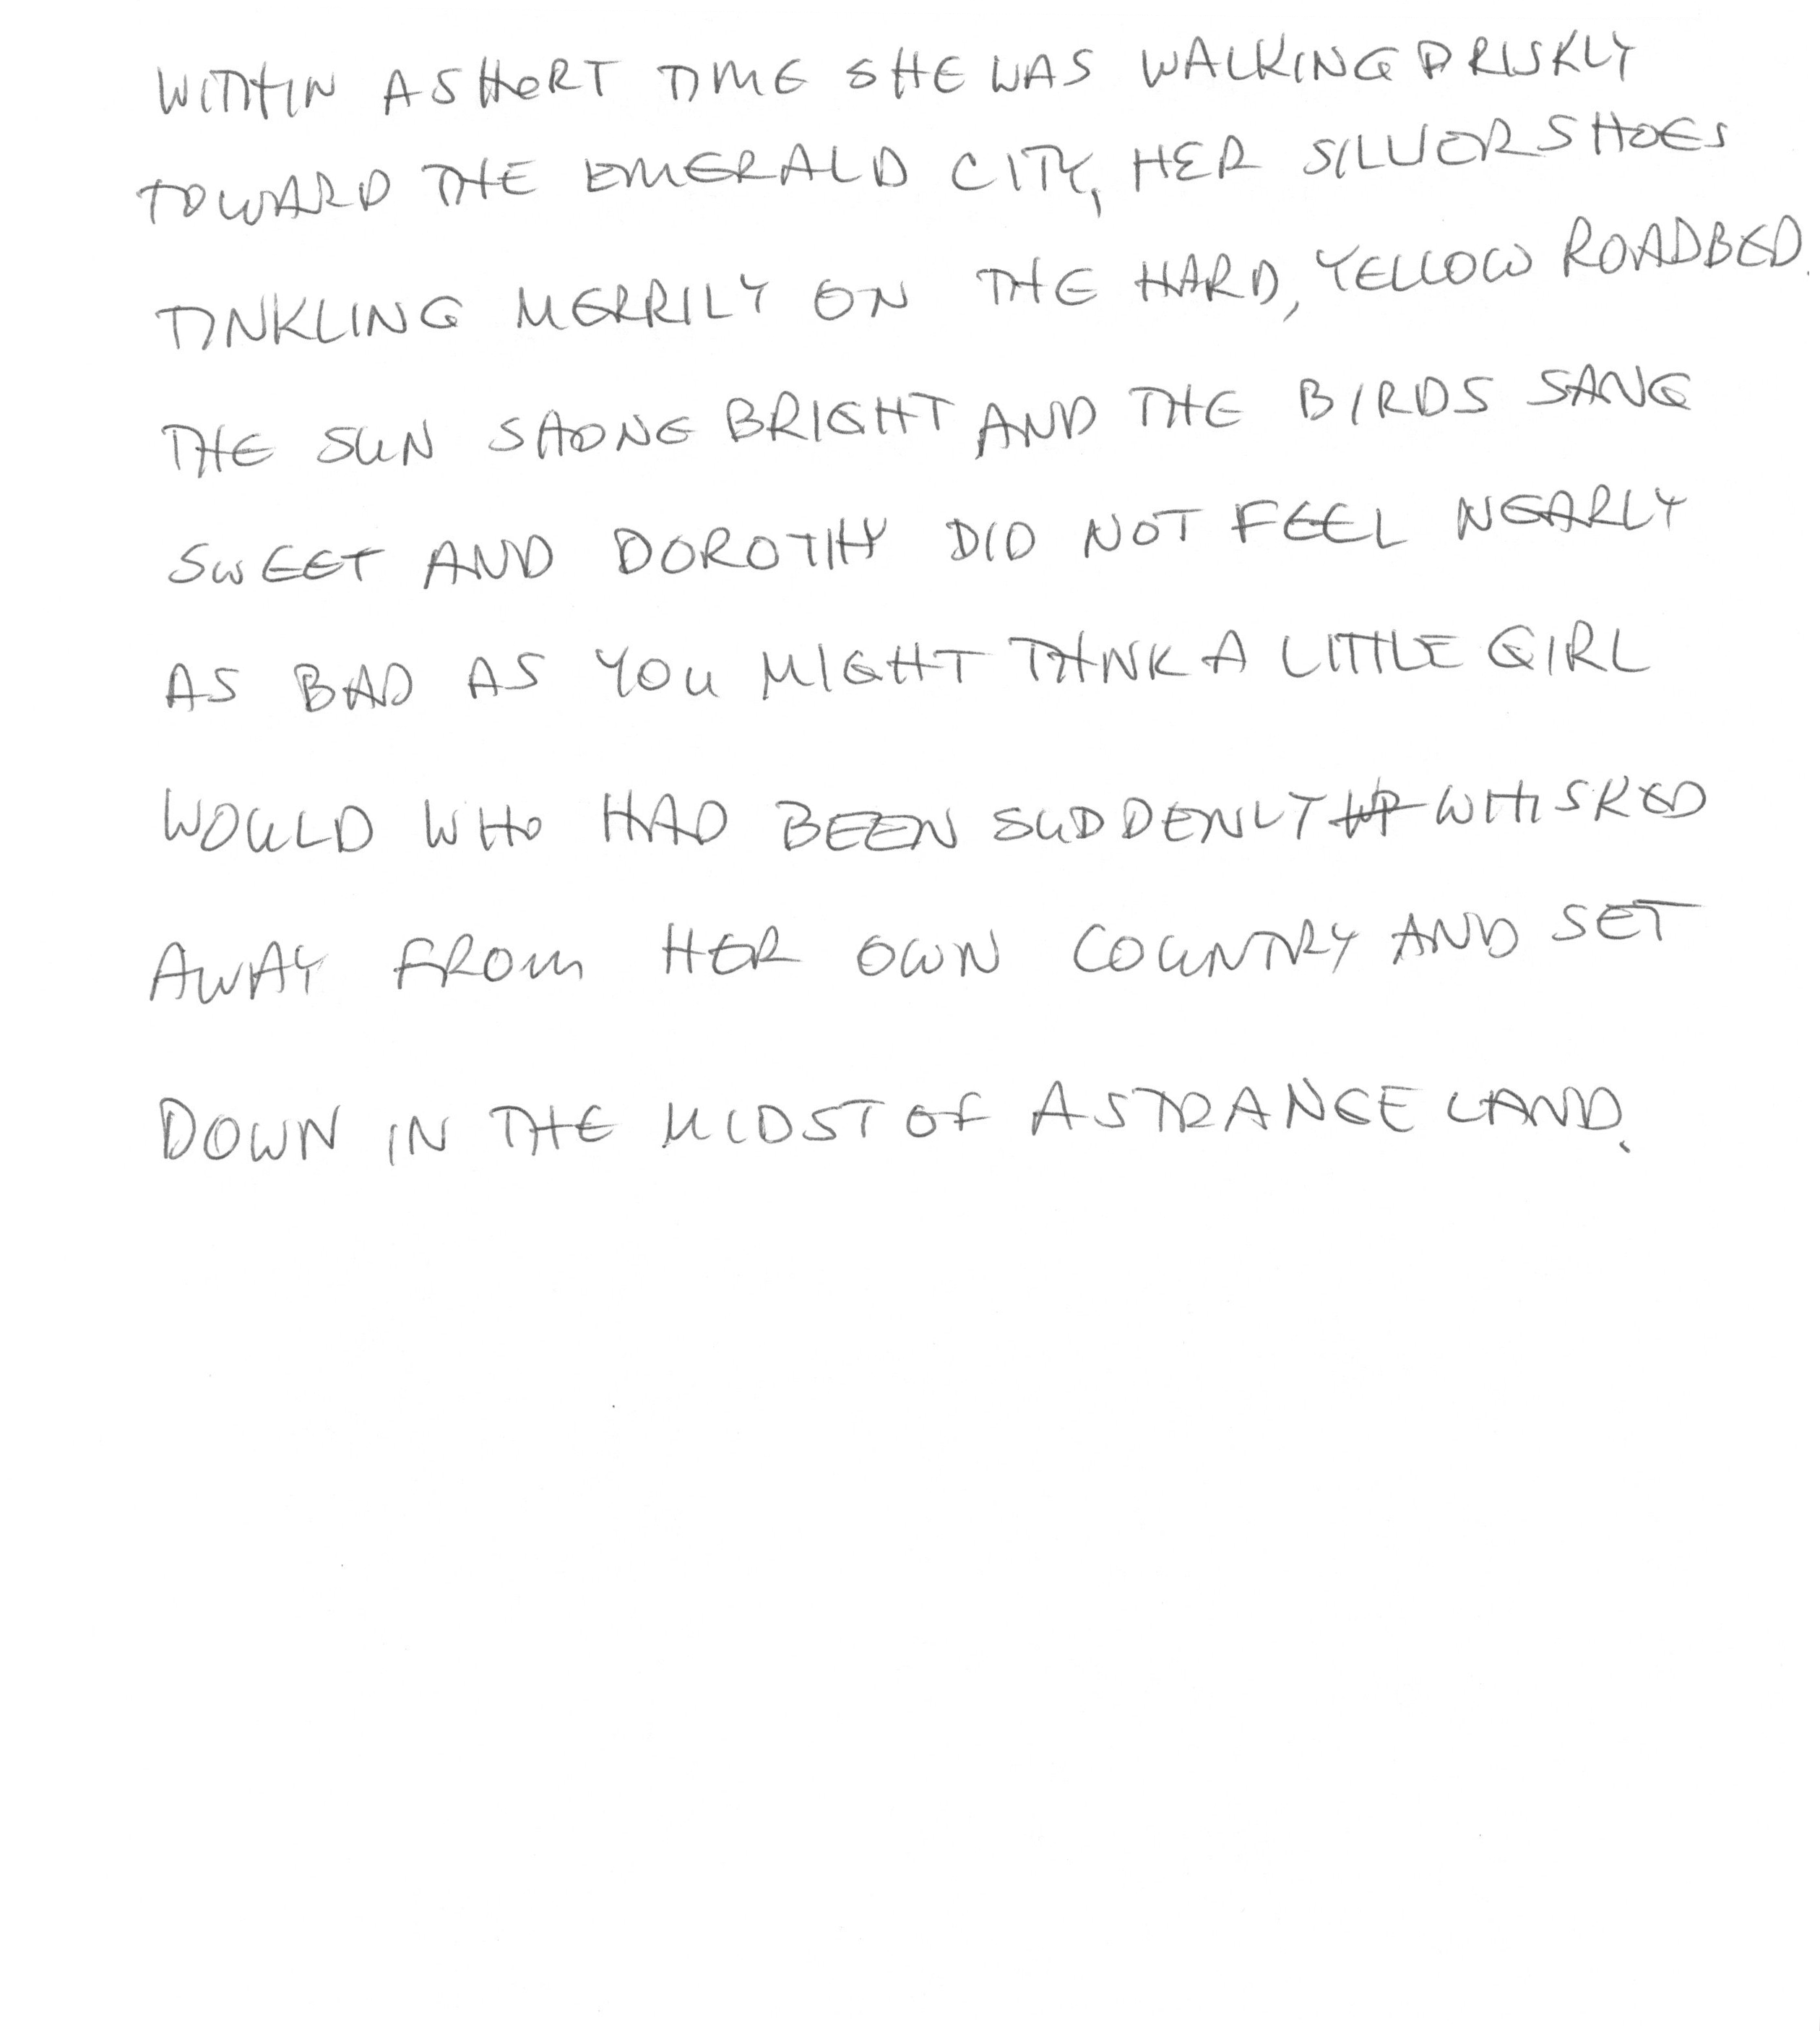 WITHIN A SHORT TIME SHE WAS WALKING BRISKLY
TOWARD THE EMERALD CITY, HER SILVER SHOES
TINKLING MERRILY ON THE HARD, YELLOW ROADBED.
THE SUN SHONE BRIGHT AND THE BIRDS SANG
SWEET AND DOROTHY DID NOT FEEL NEARLY
AS BAD AS YOU MIGHT THINK A LITTLE GIRL
WOULD WHO HAD BEEN SUDDENLY WHISKED
AWAY FROM HER OWN COUNTRY AND SET
DOWN IN THE MIDST OF A STRANGE LAND.